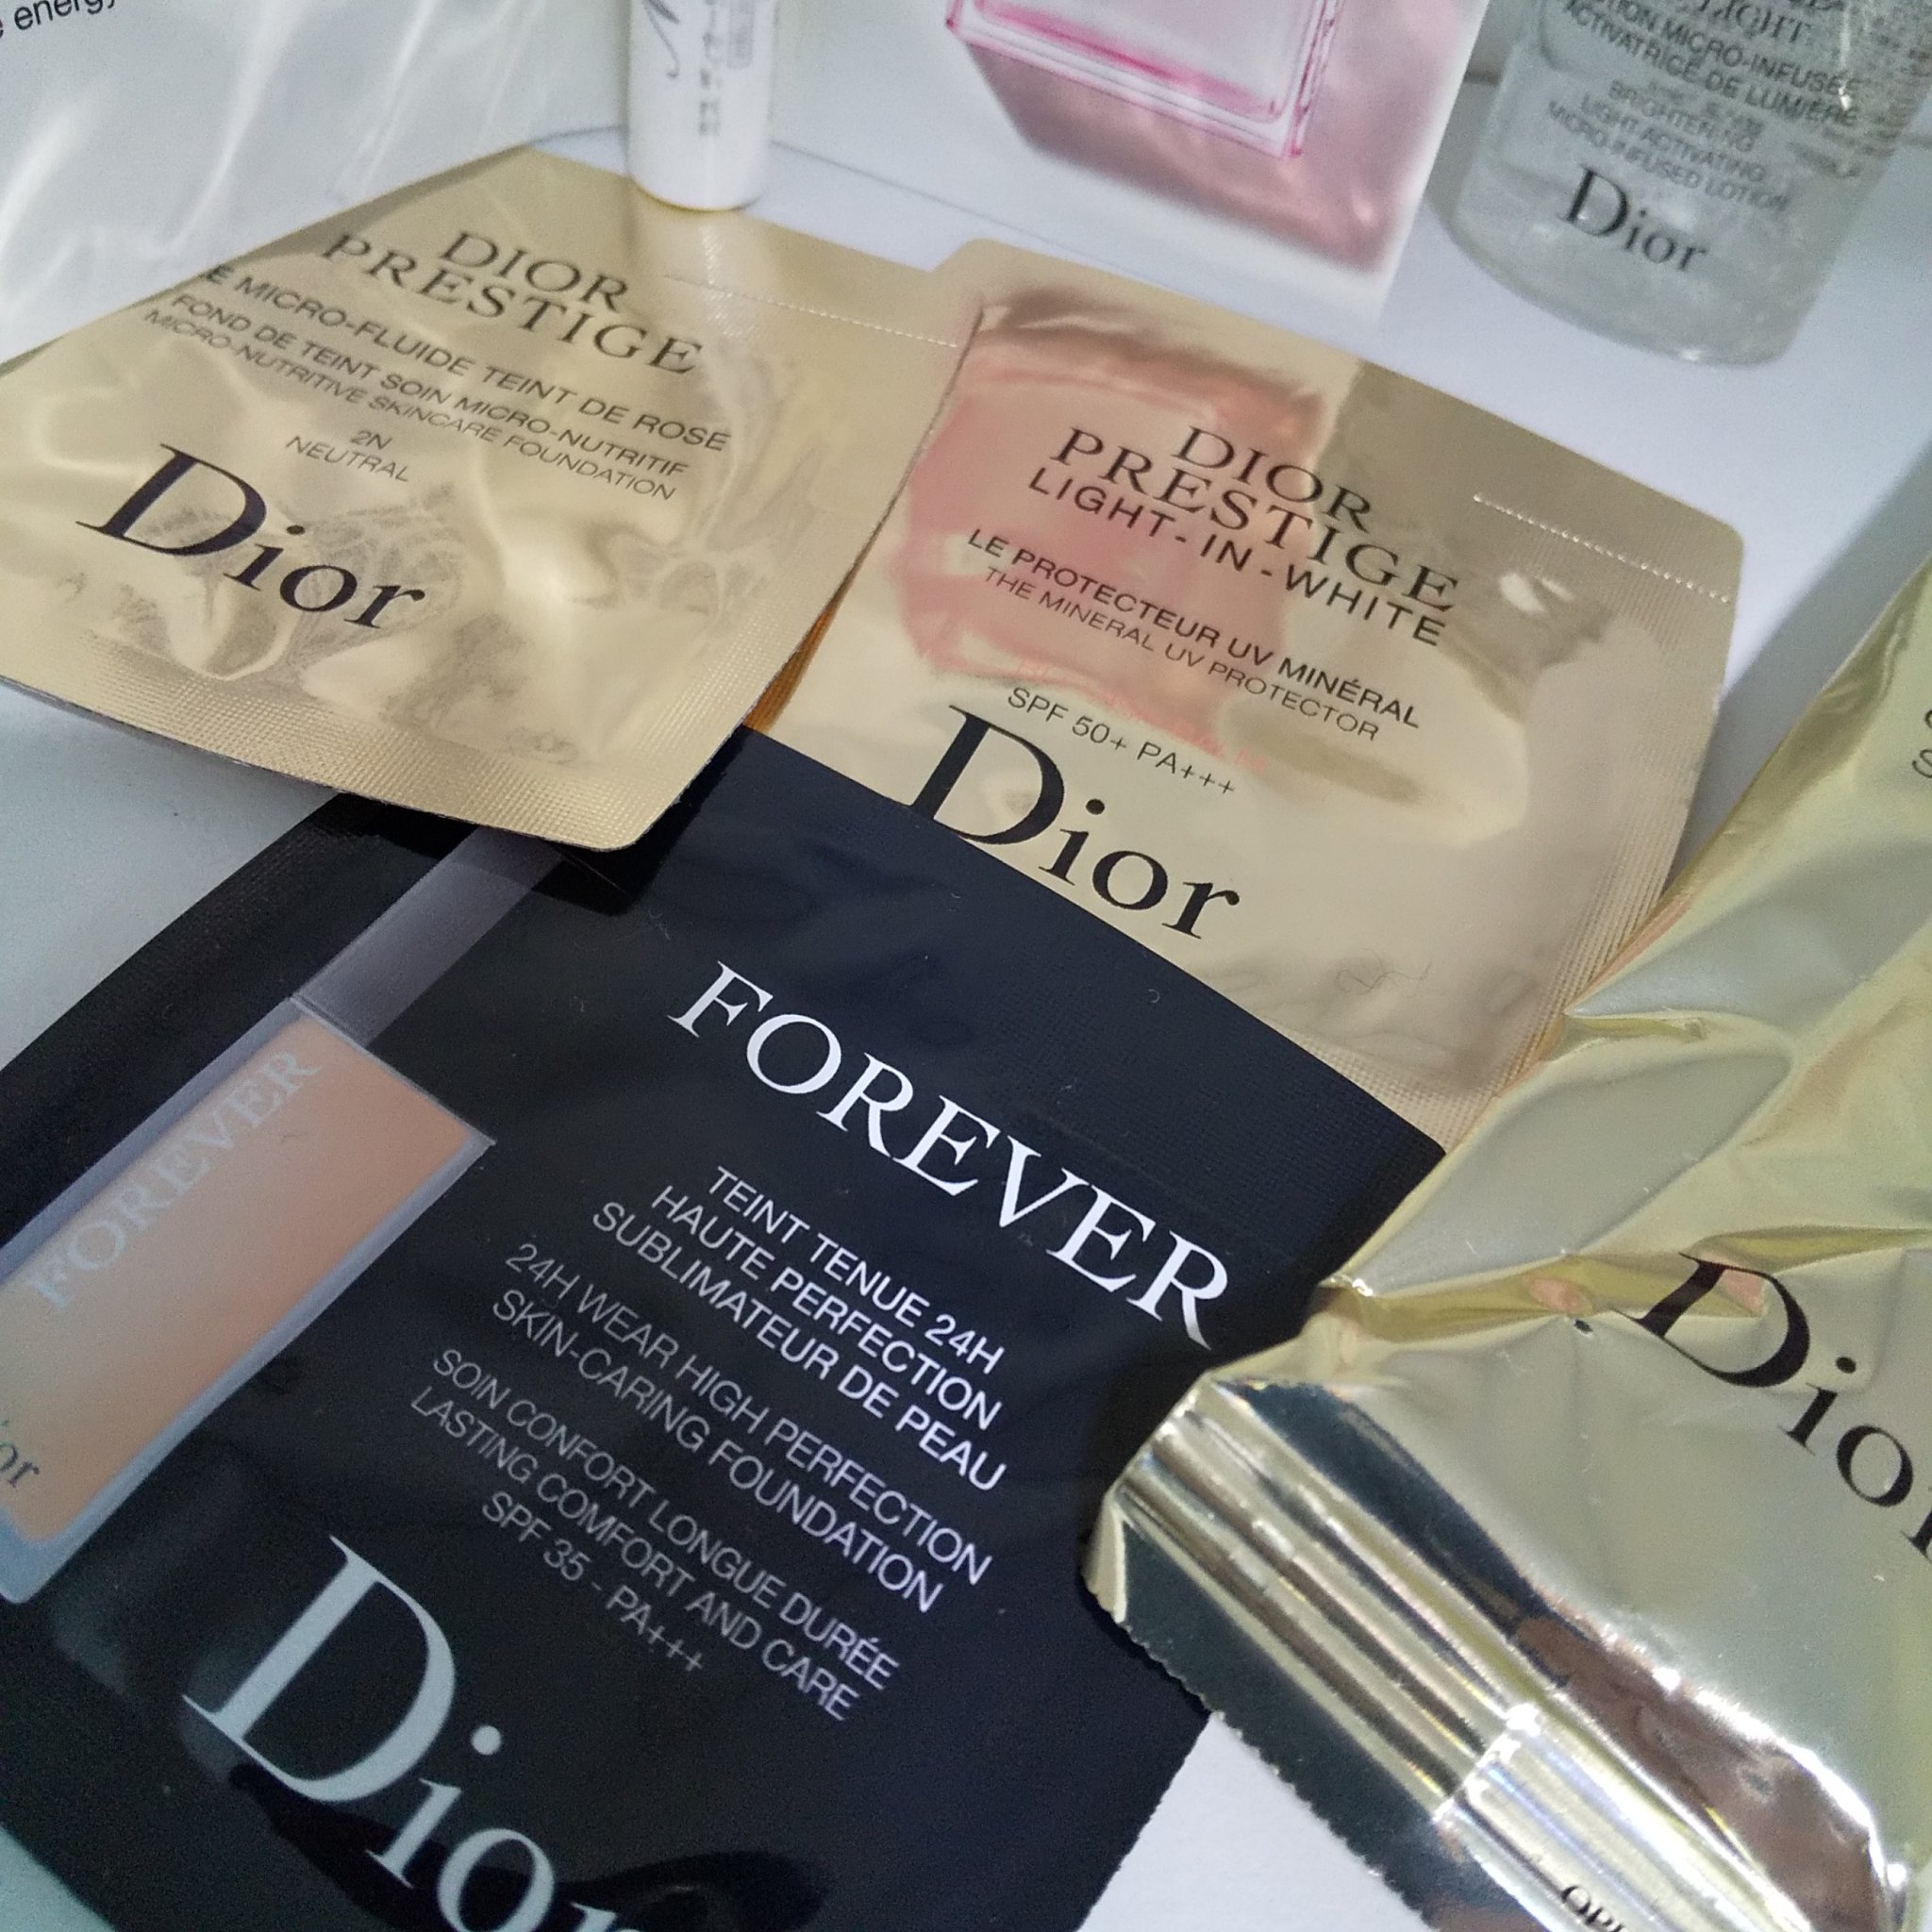 energy
LIGHT
MICRO-INFUSÉE
ACTIVATRICE DE LUMIÈRE
BRIGHTENING
LIGHT-ACTIVATING
MICRO-INFUSED LOTION
Dior
DIOR
PRESTIGE
LE MICRO-FLUIDE TEINT DE ROSE
FOND DE TEINT SOIN MICRO-NUTRITIF
MICRO-NUTRITIVE SKINCARE FOUNDATION
2N
NEUTRAL
Dior
DIOR
PRESTIGE
LIGHT-IN-WHITE
LE PROTECTEUR UV MINÉRAL
THE MINERAL UV PROTECTOR
SPF 50+ PA+++
Dior
FOREVER
FOREVER
TEINT TENUE 24H
HAUTE PERFECTION
SUBLIMATEUR DE PEAU
24H WEAR HIGH PERFECTION
SKIN-CARING FOUNDATION
SOIN CONFORT LONGUE DURÉE
LASTING COMFORT AND CARE
SPF 35 - PA+++
Dior
Dior